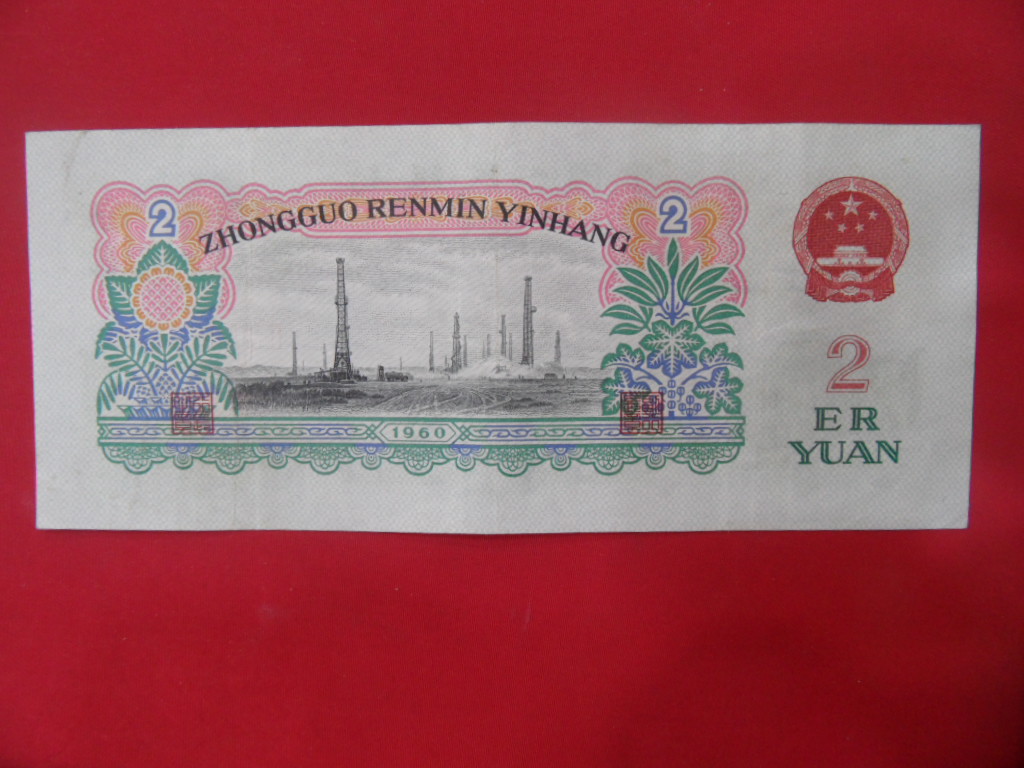 2 2
ZHONGGUO RENMIN YINHANG
1960
2
ER
YUAN